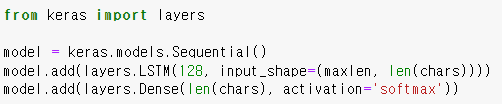 from keras import layers
model = keras.models.Sequential()
model.add(layers.LSTM(128, input_shape=(maxlen, len(chars))))
model.add(layers.Dense(len(chars), activation='softmax'))